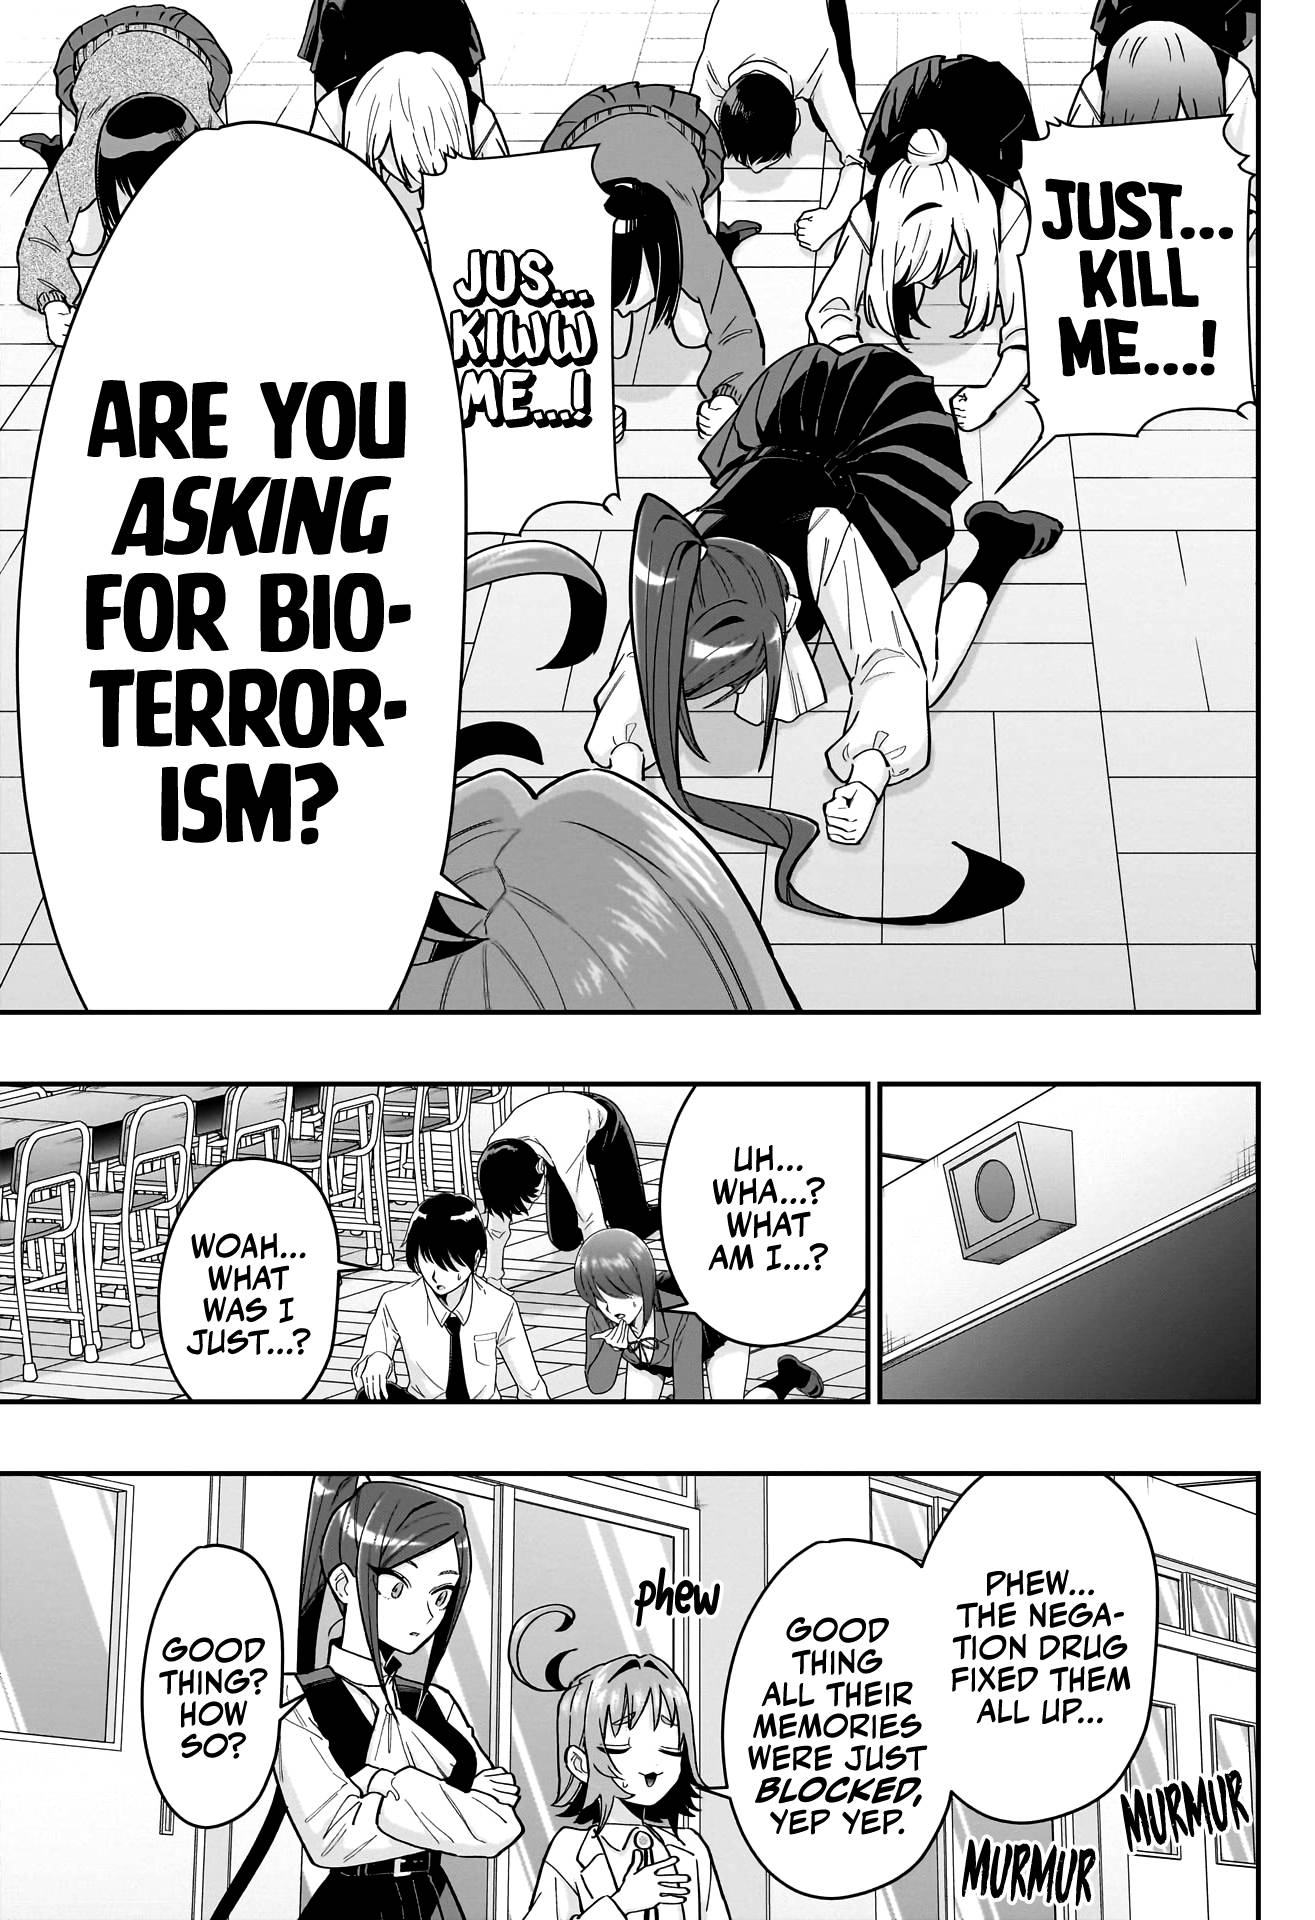 JUST...
KILL
ME...!
JUS...
KIWW
ME...!
ARE YOU
ASKING
FOR BIO-
TERROR-
ISM?
UH...
WHA...?
WHAT
AM I...?
WOAH...
WHAT
WAS I
JUST...?
PHEW...
THE NEGA-
TION DRUG
FIXED THEM
ALL UP...
GOOD
THING
ALL THEIR
MEMORIES
WERE JUST
BLOCKED,
YEP YEP.
phew
GOOD
THING?
HOW
SO?
MURMUR
MURMUR